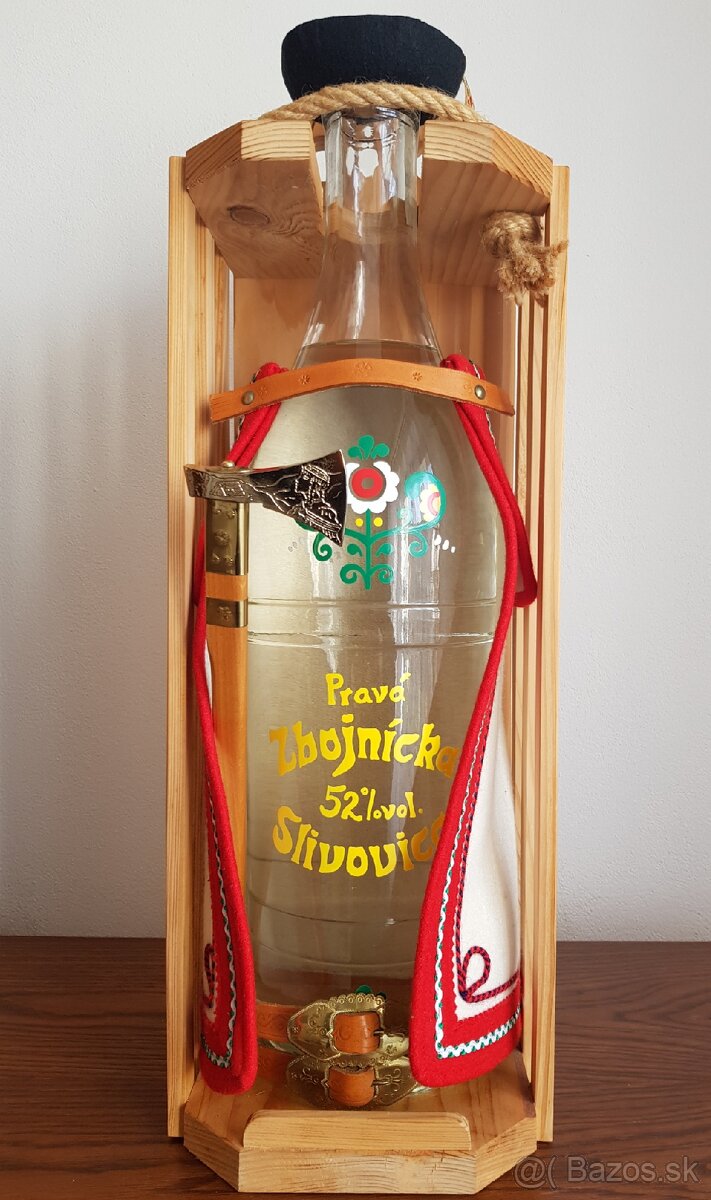 Pravá
Zbojnícka
52%vol.
Slivovica
@( Bazos.sk